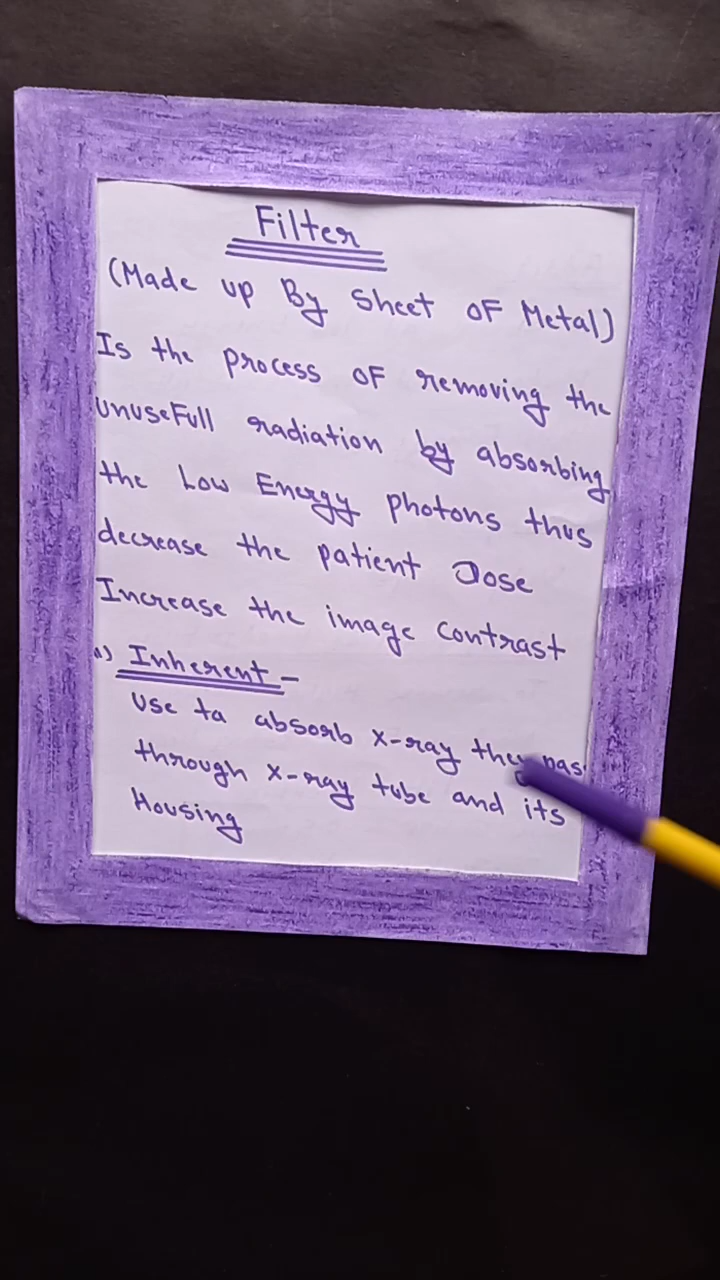 Filter
(Made up By Sheet OF Metal)
Is the process OF removing the
unuseFull radiation by absorbing
the Low Energy photons thus
decrease the patient Dose
Increase the image contrast
Inherent -
Use ta absorb x-ray they pas
through x-ray tube and its
Housing